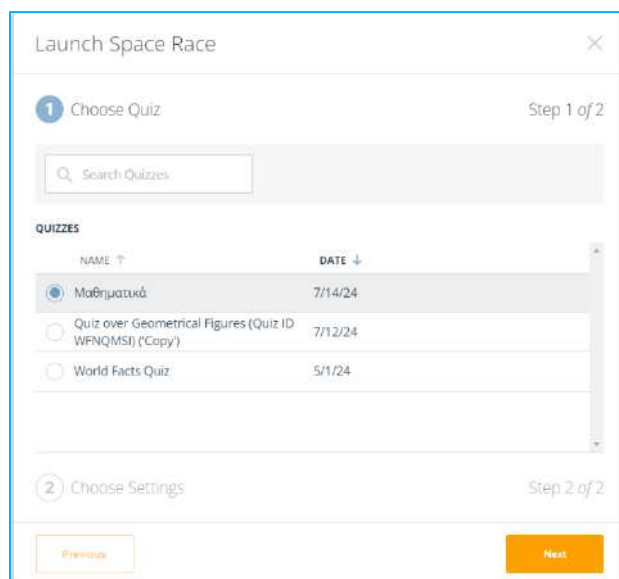 Launch Space Race
1 Choose Quiz Step 1 of 2
Search Quizzes
QUIZZES
NAME ↑ DATE ↓
Μαθηματικά 7/14/24
Quiz over Geometrical Figures (Quiz ID
WFNQMSI) ('Copy') 7/12/24
World Facts Quiz 5/1/24
2 Choose Settings Step 2 of 2
Previous Next